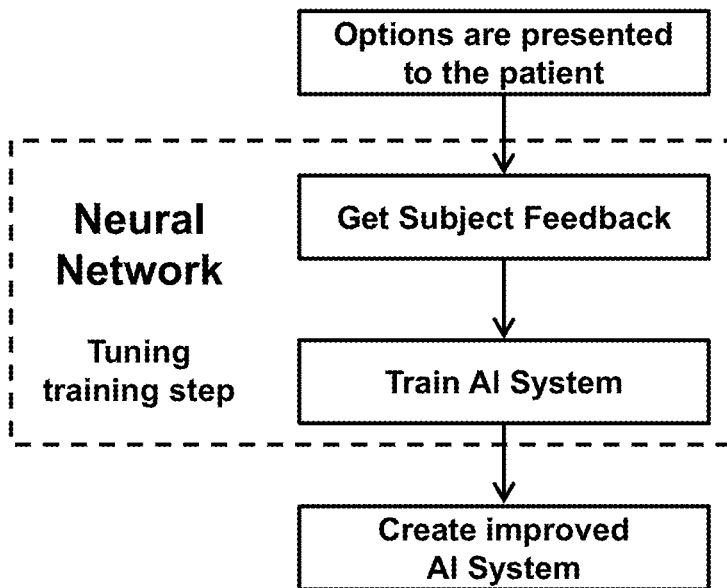 Options are presented
to the patient
Neural
Network
Tuning
training step
Get Subject Feedback
Train AI System
Create improved
AI System